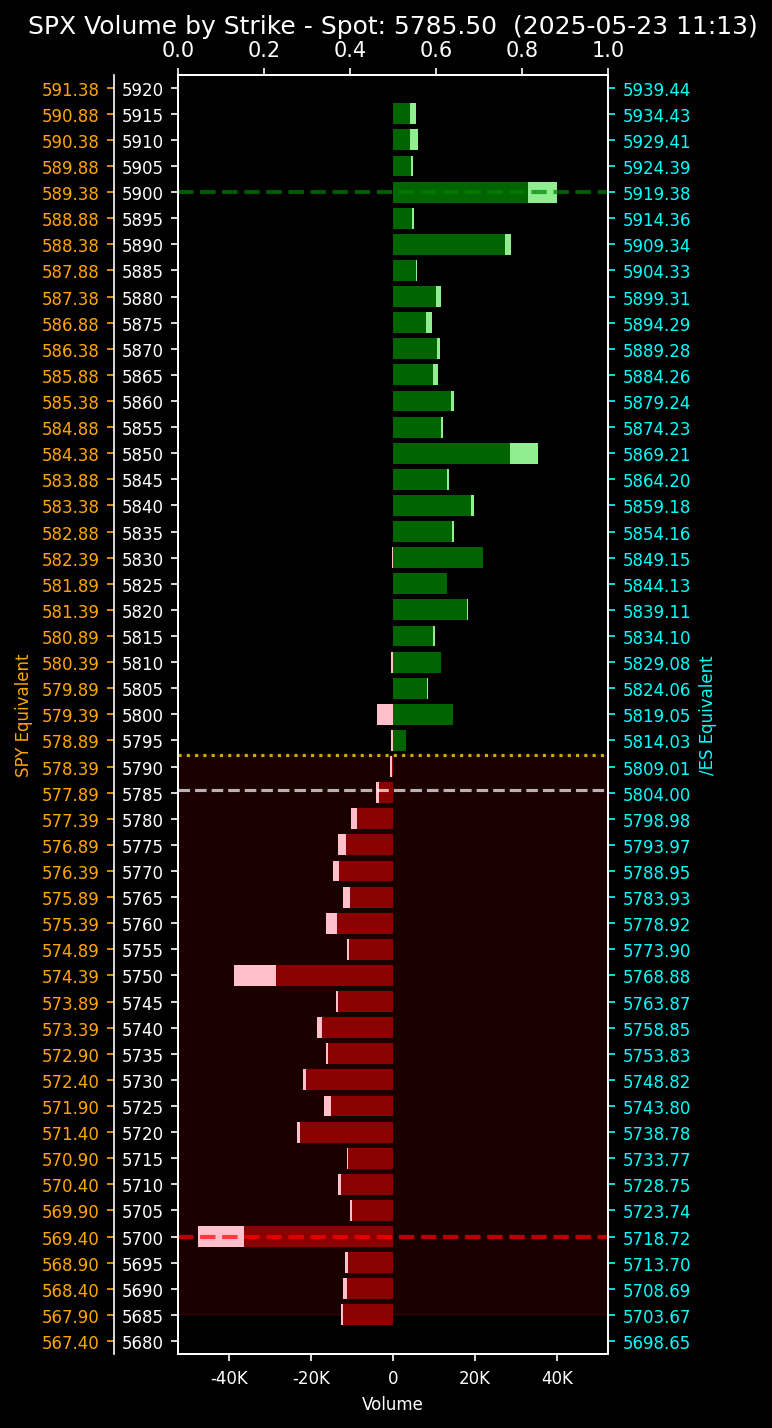 SPX Volume by Strike - Spot: 5785.50 (2025-05-23 11:13)
0.0 0.2 0.4 0.6 0.8 1.0
591.38 5920 5939.44
590.88 5915 5934.43
590.38 5910 5929.41
589.88 5905 5924.39
589.38 5900 5919.38
588.88 5895 5914.36
588.38 5890 5909.34
587.88 5885 5904.33
587.38 5880 5899.31
586.88 5875 5894.29
586.38 5870 5889.28
585.88 5865 5884.26
585.38 5860 5879.24
584.88 5855 5874.23
584.38 5850 5869.21
583.88 5845 5864.20
583.38 5840 5859.18
582.88 5835 5854.16
582.39 5830 5849.15
581.89 5825 5844.13
581.39 5820 5839.11
580.89 5815 5834.10
580.39 5810 5829.08
579.89 5805 5824.06
579.39 5800 5819.05
578.89 5795 5814.03
578.39 5790 5809.01
577.89 5785 5804.00
577.39 5780 5798.98
576.89 5775 5793.97
576.39 5770 5788.95
575.89 5765 5783.93
575.39 5760 5778.92
574.89 5755 5773.90
574.39 5750 5768.88
573.89 5745 5763.87
573.39 5740 5758.85
572.90 5735 5753.83
572.40 5730 5748.82
571.90 5725 5743.80
571.40 5720 5738.78
570.90 5715 5733.77
570.40 5710 5728.75
569.90 5705 5723.74
569.40 5700 5718.72
568.90 5695 5713.70
568.40 5690 5708.69
567.90 5685 5703.67
567.40 5680 5698.65
SPY Equivalent
/ES Equivalent
-40K -20K 0 20K 40K
Volume